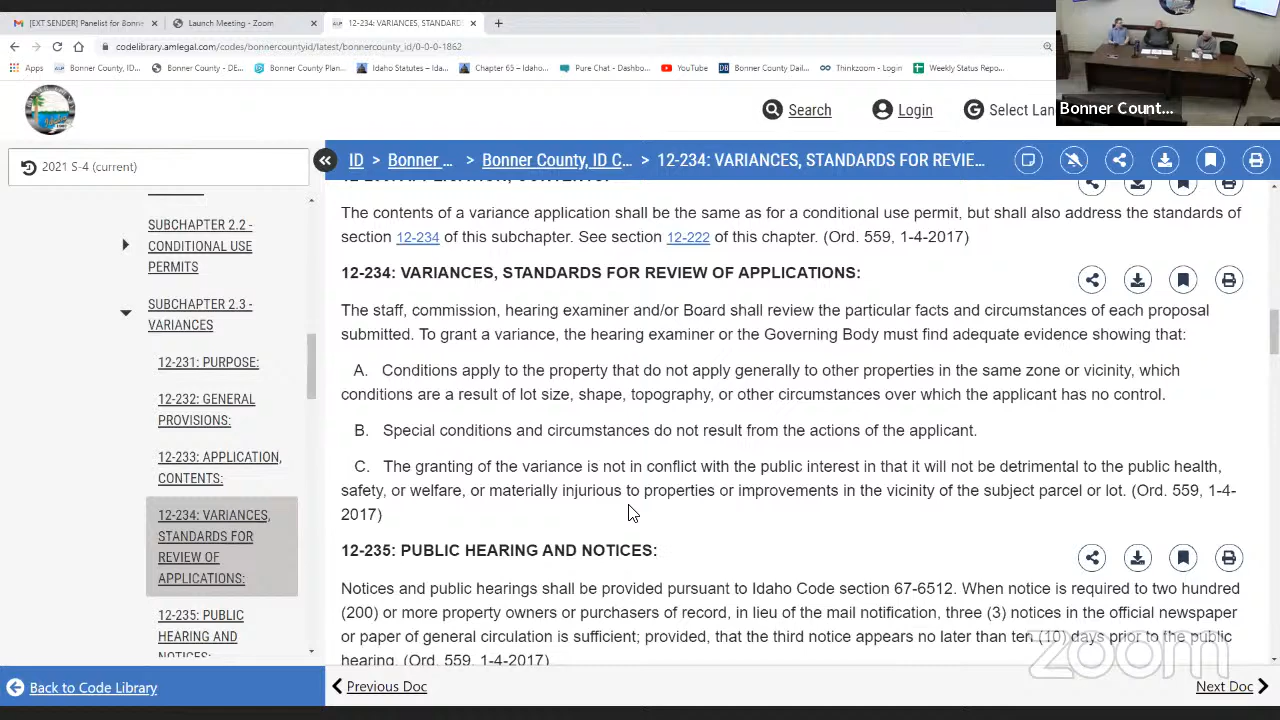 [EXT SENDER] Panelist for Bonne
Launch Meeting - Zoom
12-234: VARIANCES, STANDARDS
codelibrary.amlegal.com/codes/bonnercountyid/latest/bonnercounty_id/0-0-0-1862
Apps
Bonner County, ID...
Bonner County - DE...
Bonner County Plan...
Idaho Statutes – Ida...
Chapter 65 – Idaho...
Pure Chat - Dashbo...
YouTube
Bonner County Dail...
Thinkzoom - Login
Weekly Status Repo...
Bonner Count...
Search
Login
Select Lan
2021 S-4 (current)
ID > Bonner ... > Bonner County, ID C... > 12-234: VARIANCES, STANDARDS FOR REVIE...
SUBCHAPTER 2.2 -
CONDITIONAL USE
PERMITS
SUBCHAPTER 2.3 -
VARIANCES
12-231: PURPOSE:
12-232: GENERAL
PROVISIONS:
12-233: APPLICATION,
CONTENTS:
12-234: VARIANCES,
STANDARDS FOR
REVIEW OF
APPLICATIONS:
12-235: PUBLIC
HEARING AND
NOTICES:
The contents of a variance application shall be the same as for a conditional use permit, but shall also address the standards of
section 12-234 of this subchapter. See section 12-222 of this chapter. (Ord. 559, 1-4-2017)
12-234: VARIANCES, STANDARDS FOR REVIEW OF APPLICATIONS:
The staff, commission, hearing examiner and/or Board shall review the particular facts and circumstances of each proposal
submitted. To grant a variance, the hearing examiner or the Governing Body must find adequate evidence showing that:
A. Conditions apply to the property that do not apply generally to other properties in the same zone or vicinity, which
conditions are a result of lot size, shape, topography, or other circumstances over which the applicant has no control.
B. Special conditions and circumstances do not result from the actions of the applicant.
C. The granting of the variance is not in conflict with the public interest in that it will not be detrimental to the public health,
safety, or welfare, or materially injurious to properties or improvements in the vicinity of the subject parcel or lot. (Ord. 559, 1-4-
2017)
12-235: PUBLIC HEARING AND NOTICES:
Notices and public hearings shall be provided pursuant to Idaho Code section 67-6512. When notice is required to two hundred
(200) or more property owners or purchasers of record, in lieu of the mail notification, three (3) notices in the official newspaper
or paper of general circulation is sufficient; provided, that the third notice appears no later than ten (10) days prior to the public
hearing. (Ord. 559, 1-4-2017)
zoom
Back to Code Library
Previous Doc
Next Doc